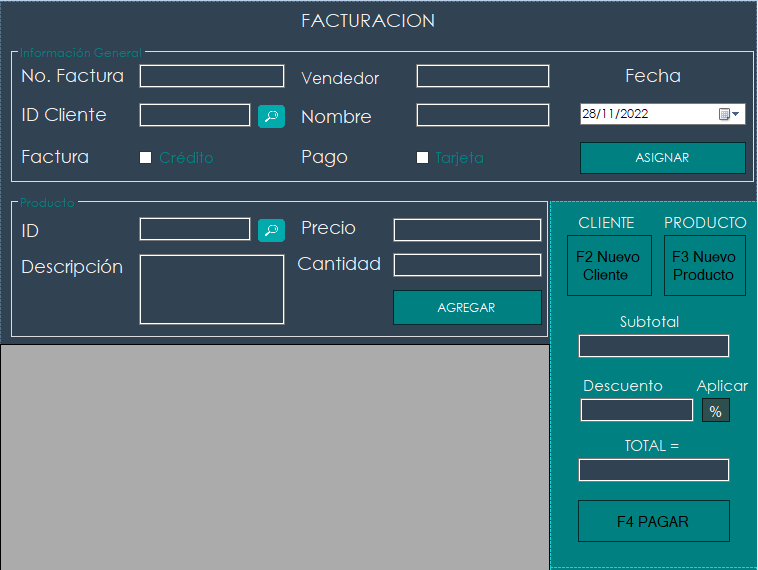 FACTURACION
Información General
No. Factura
Vendedor
Fecha
ID Cliente
Nombre
28/11/2022
Factura
Crédito
Pago
Tarjeta
ASIGNAR
Producto
ID
Precio
Descripción
Cantidad
AGREGAR
CLIENTE
PRODUCTO
F2 Nuevo
Cliente
F3 Nuevo
Producto
Subtotal
Descuento
Aplicar
%
TOTAL =
F4 PAGAR